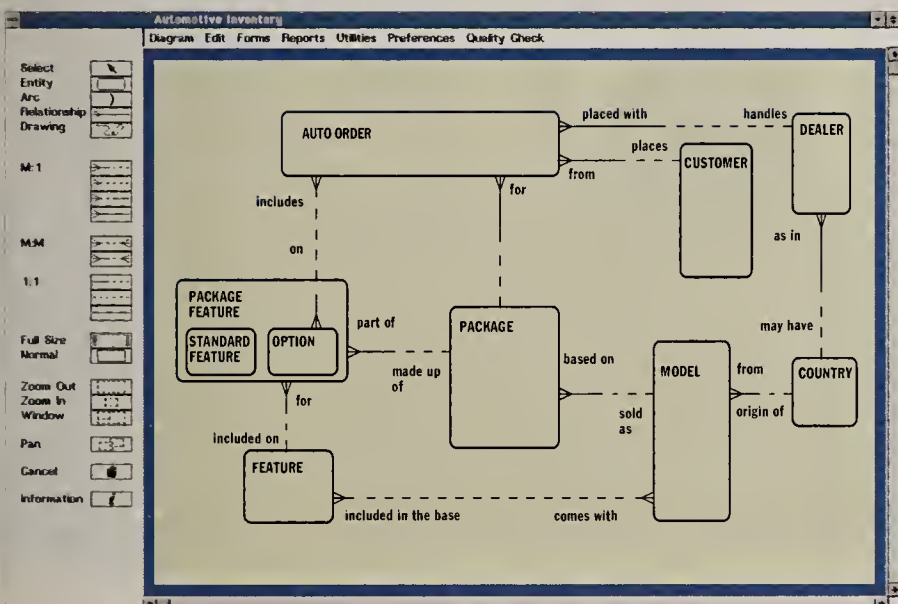 Automotive Inventory
Diagram Edit Forms Reports Utilities Preferences Quality Check
Select
Entity
Arc
Relationship
Drawing
M:1
M:M
1:1
Full Size
Normal
Zoom Out
Zoom In
Window
Pan
Cancel
Information
AUTO ORDER
placed with
handles
DEALER
places
from
CUSTOMER
for
includes
on
as in
PACKAGE
FEATURE
STANDARD
FEATURE
OPTION
part of
made up
of
PACKAGE
based on
sold
as
MODEL
may have
from
origin of
COUNTRY
for
included on
FEATURE
included in the base
comes with